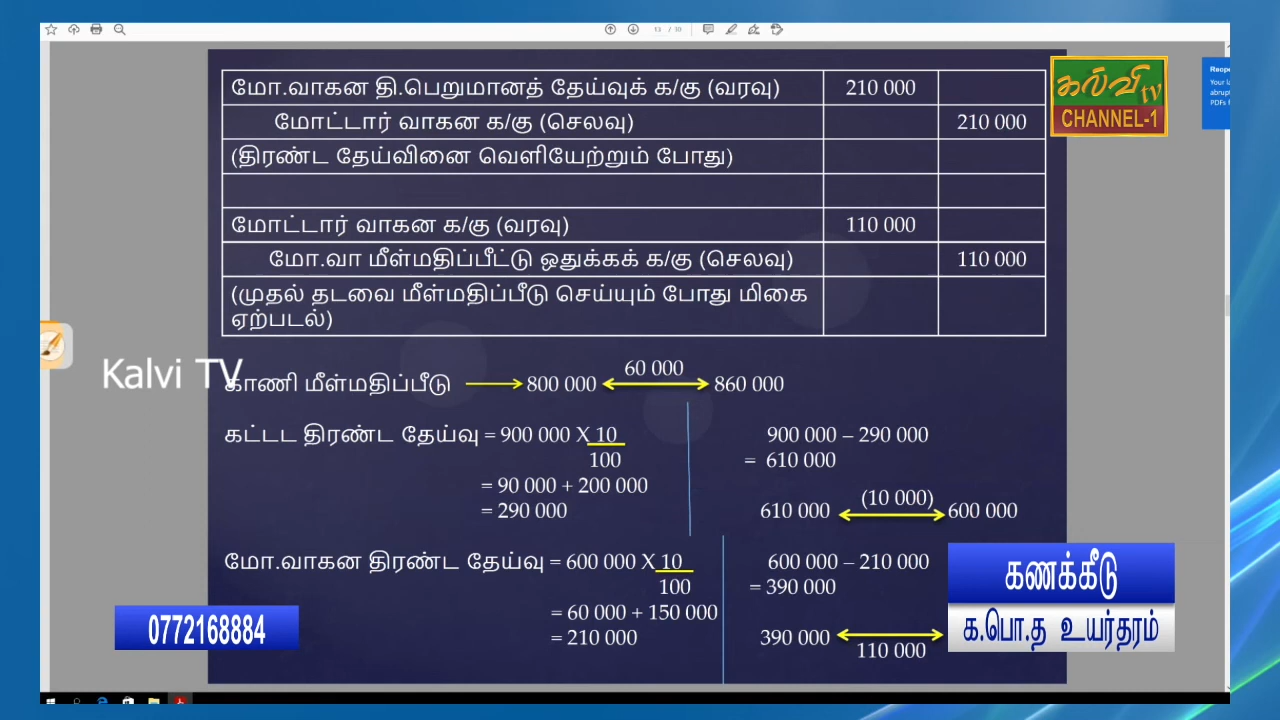 13 / 30
கல்வி tv
CHANNEL-1
மோ.வாகன தி.பெறுமானத் தேய்வுக் க/கு (வரவு) 210 000
மோட்டார் வாகன க/கு (செலவு) 210 000
(திரண்ட தேய்வினை வெளியேற்றும் போது)
மோட்டார் வாகன க/கு (வரவு) 110 000
மோ.வா மீள்மதிப்பீட்டு ஒதுக்கக் க/கு (செலவு) 110 000
(முதல் தடவை மீள்மதிப்பீடு செய்யும் போது மிகை
ஏற்படல்)
Kalvi TV
60 000
காணி மீள்மதிப்பீடு 800 000 860 000
கட்டட திரண்ட தேய்வு = 900 000 X 10 900 000 – 290 000
100 = 610 000
= 90 000 + 200 000
(10 000)
= 290 000 610 000 600 000
மோ.வாகன திரண்ட தேய்வு = 600 000 X 10 600 000 – 210 000
100 = 390 000
= 60 000 + 150 000
= 210 000 390 000
110 000
கணக்கீடு
க.பொ.த உயர்தரம்
0772168884